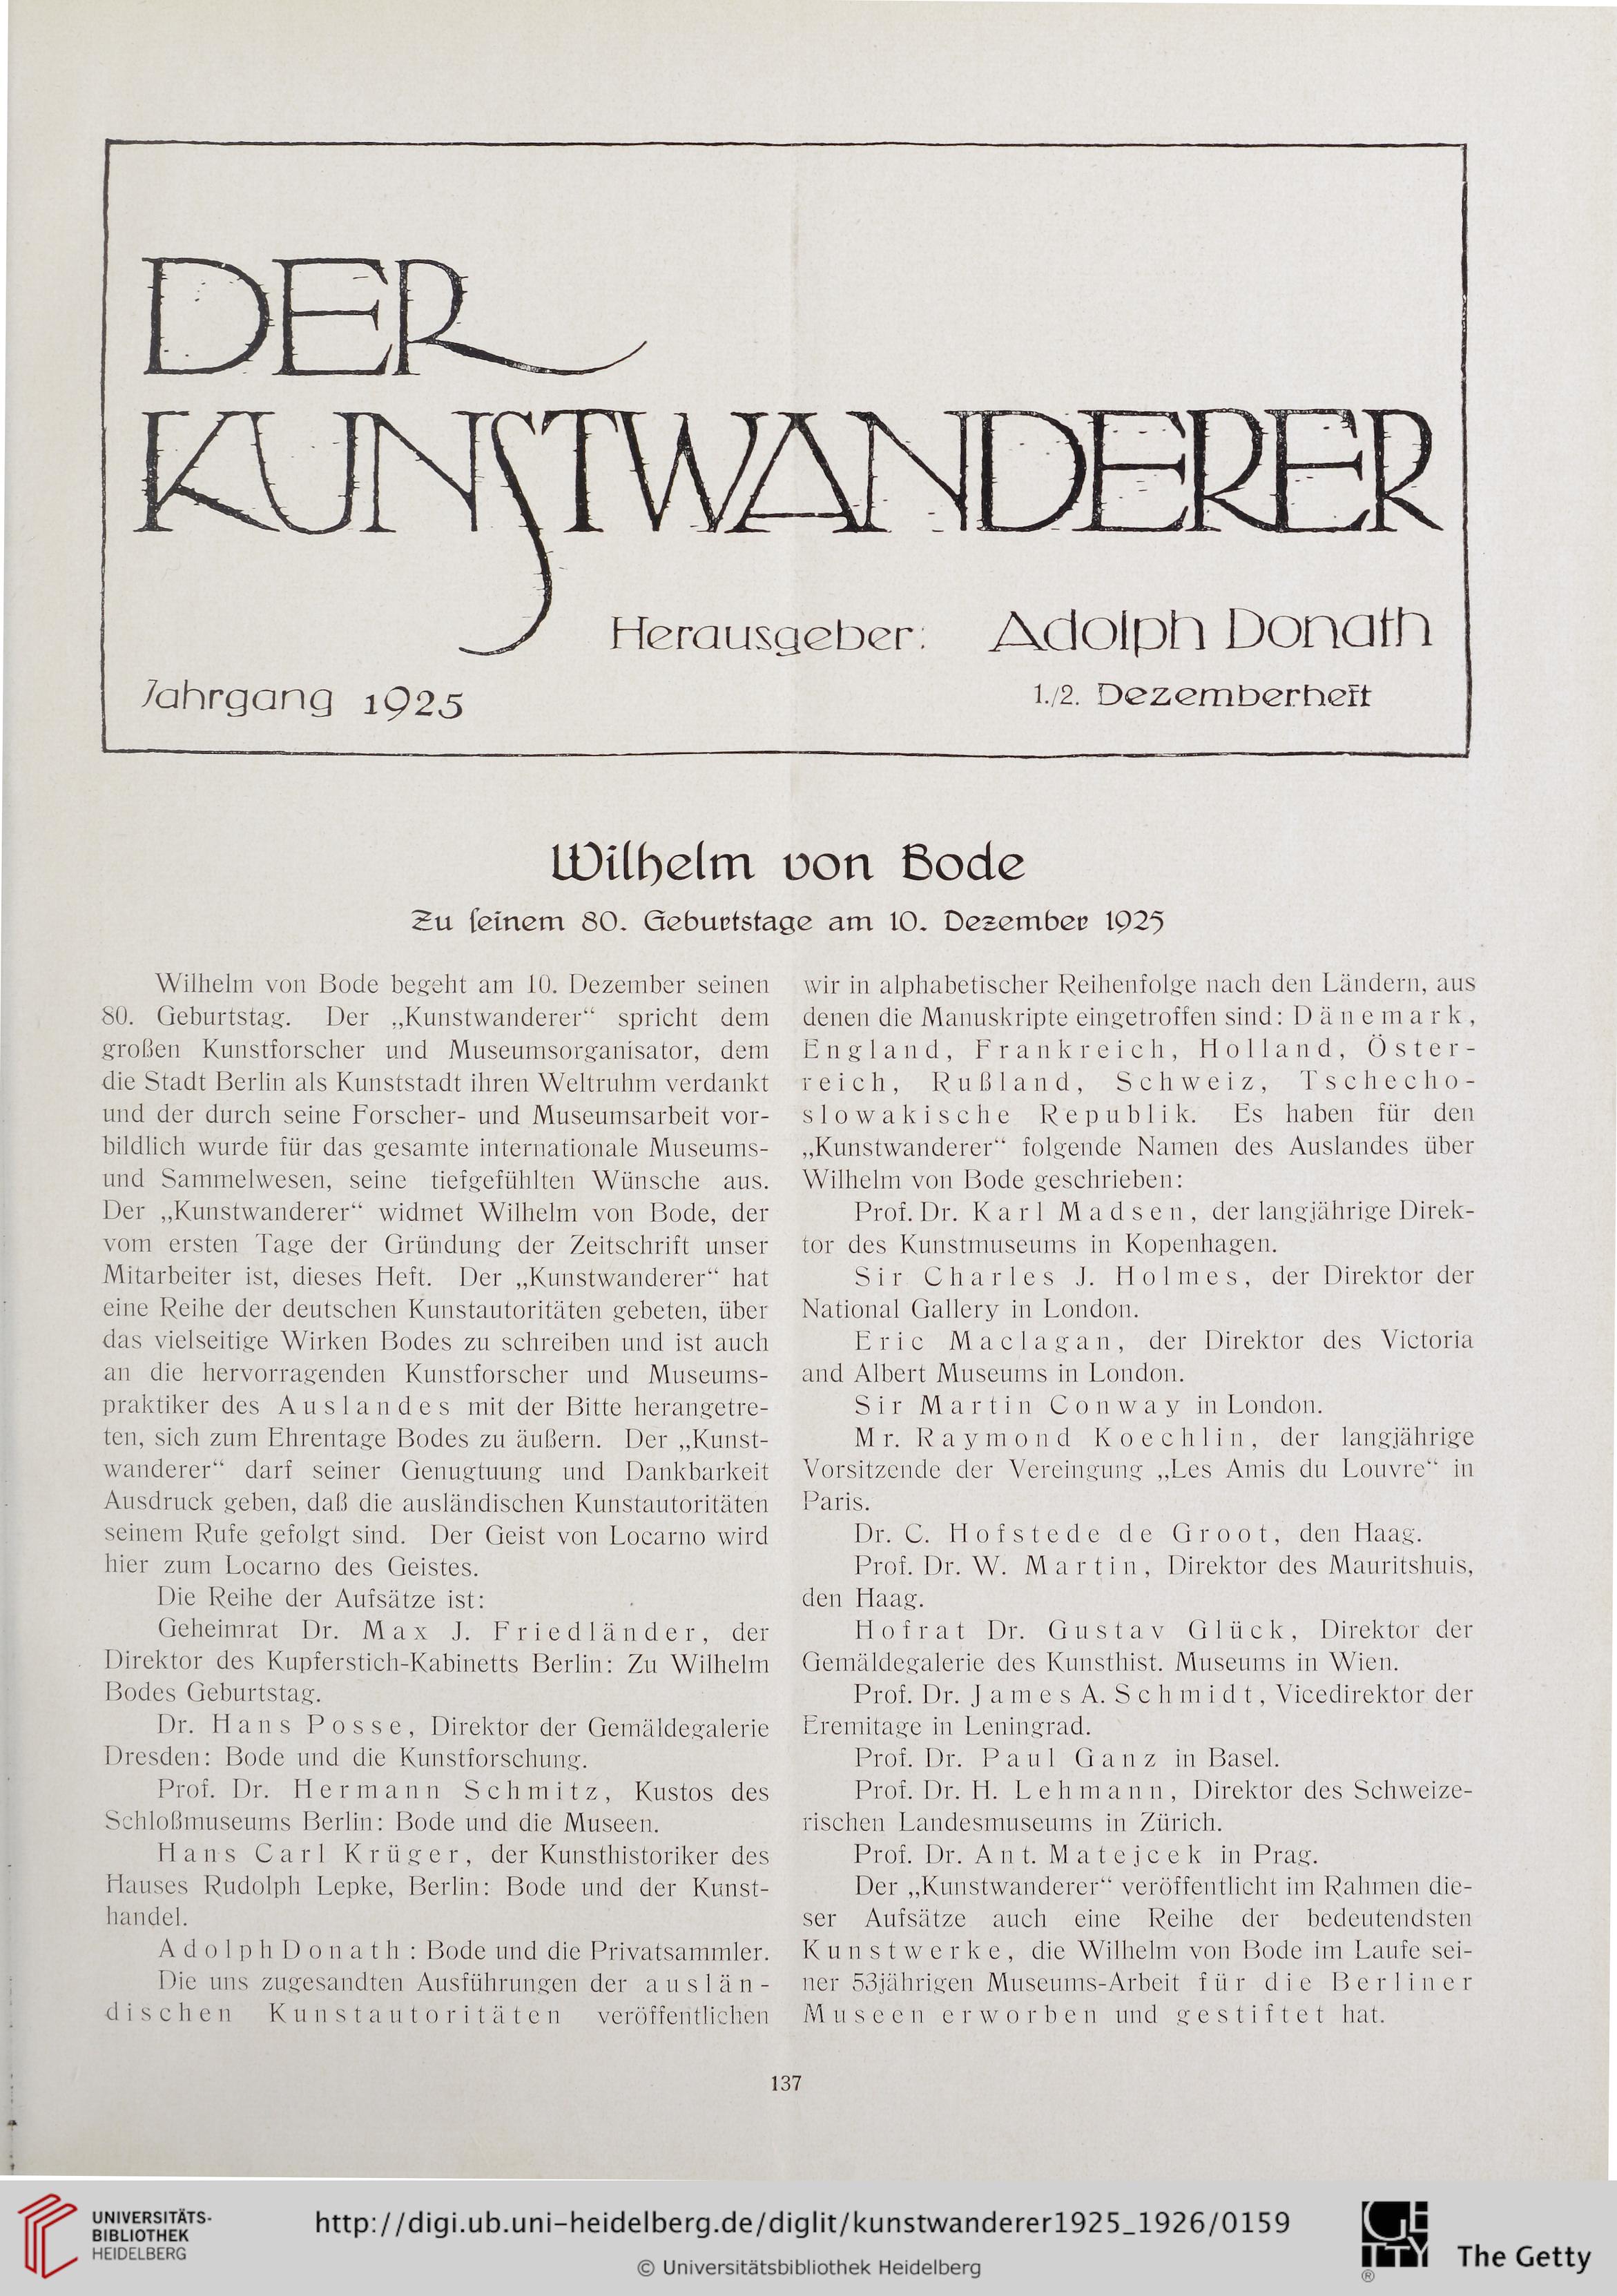 DER
KUNSTWANDERER
Herausgeber: Adolph Donath
Jahrgang 1925
1./2. Dezemberheft
Wilhelm von Bode
Zu seinem 80. Geburtstage am 10. Dezember 1925
Wilhelm von Bode begeht am 10. Dezember seinen
80. Geburtstag. Der „Kunstwanderer“ spricht dem
großen Kunstforscher und Museumsorganisator, dem
die Stadt Berlin als Kunststadt ihren Weltruhm verdankt
und der durch seine Forscher- und Museumsarbeit vor-
bildlich wurde für das gesamte internationale Museums-
und Sammelwesen, seine tiefgefühlten Wünsche aus.
Der „Kunstwanderer“ widmet Wilhelm von Bode, der
vom ersten Tage der Gründung der Zeitschrift unser
Mitarbeiter ist, dieses Heft. Der „Kunstwanderer“ hat
eine Reihe der deutschen Kunstautoritäten gebeten, über
das vielseitige Wirken Bodes zu schreiben und ist auch
an die hervorragenden Kunstforscher und Museums-
praktiker des Auslandes mit der Bitte herangetre-
ten, sich zum Ehrentage Bodes zu äußern. Der „Kunst-
wanderer“ darf seiner Genugtuung und Dankbarkeit
Ausdruck geben, daß die ausländischen Kunstautoritäten
seinem Rufe gefolgt sind. Der Geist von Locarno wird
hier zum Locarno des Geistes.
Die Reihe der Aufsätze ist:
Geheimrat Dr. Max J. Friedländer, der
Direktor des Kupferstich-Kabinetts Berlin: Zu Wilhelm
Bodes Geburtstag.
Dr. Hans Posse, Direktor der Gemäldegalerie
Dresden: Bode und die Kunstforschung.
Prof. Dr. Hermann Schmitz, Kustos des
Schloßmuseums Berlin: Bode und die Museen.
Hans Carl Krüger, der Kunsthistoriker des
Hauses Rudolph Lepke, Berlin: Bode und der Kunst-
handel.
Adolph Donath: Bode und die Privatsammler.
Die uns zugesandten Ausführungen der auslän-
dischen Kunstautoritäten veröffentlichen
wir in alphabetischer Reihenfolge nach den Ländern, aus
denen die Manuskripte eingetroffen sind: Dänemark,
England, Frankreich, Holland, Öster-
reich, Rußland, Schweiz, Tschecho-
slowakische Republik. Es haben für den
„Kunstwanderer“ folgende Namen des Auslandes über
Wilhelm von Bode geschrieben:
Prof. Dr. Karl Madsen, der langjährige Direk-
tor des Kunstmuseums in Kopenhagen.
Sir Charles J. Holmes, der Direktor der
National Gallery in London.
Eric Maclagan, der Direktor des Victoria
and Albert Museums in London.
Sir Martin Conway in London.
Mr. Raymond Koechlin, der langjährige
Vorsitzende der Vereingung „Les Amis du Louvre“ in
Paris.
Dr. C. Hofstede de Groot, den Haag.
Prof. Dr. W. Martin, Direktor des Mauritshuis,
den Haag.
Hofrat Dr. Gustav Glück, Direktor der
Gemäldegalerie des Kunsthist. Museums in Wien.
Prof. Dr. James A. Schmidt, Vicedirektor der
Eremitage in Leningrad.
Prof. Dr. Paul Ganz in Basel.
Prof. Dr. H. Lehmann, Direktor des Schweize-
rischen Landesmuseums in Zürich.
Prof. Dr. Ant. Matejcek in Prag.
Der „Kunstwanderer“ veröffentlicht im Rahmen die-
ser Aufsätze auch eine Reihe der bedeutendsten
Kunstwerke, die Wilhelm von Bode im Laufe sei-
ner 53jährigen Museums-Arbeit für die Berliner
Museen erworben und gestiftet hat.
137
UNIVERSITÄTS-
BIBLIOTHEK
HEIDELBERG
http://digi.ub.uni-heidelberg.de/diglit/kunstwanderer1925_1926/0159
© Universitätsbibliothek Heidelberg
GETTY
®
The Getty